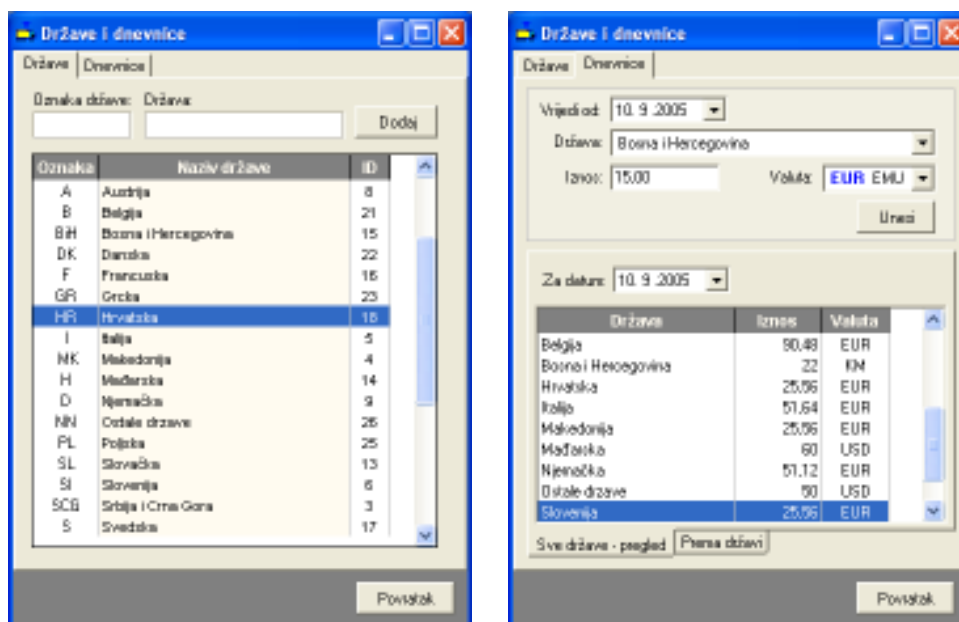 Države i dnevnice
Države Dnevnice
Oznaka države: Država:
Dodaj
Oznaka Naziv države ID
A Austrija 8
B Belgija 21
BiH Bosna i Hercegovina 15
DK Danska 22
F Francuska 16
GR Grcka 23
HR Hrvatska 18
I Italija 5
MK Makedonija 4
H Mađarska 14
D Njemačka 9
NN Ostale drzave 26
PL Poljska 25
SL Slovačka 13
SI Slovenija 6
SCG Srbija i Crna Gora 3
S Svedska 17
Povratak
Države i dnevnice
Države Dnevnice
Vrijedi od: 10. 9 .2005
Država: Bosna i Hercegovina
Iznos: 15,00 Valuta: EUR EMU
Unesi
Za datum: 10. 9 .2005
Država Iznos Valuta
Belgija 90,48 EUR
Bosna i Hercegovina 22 KM
Hrvatska 25,56 EUR
Italija 51,64 EUR
Makedonija 25,56 EUR
Mađarska 60 USD
Njemačka 51,12 EUR
Ostale drzave 50 USD
Slovenija 25,56 EUR
Sve države - pregled Prema državi
Povratak